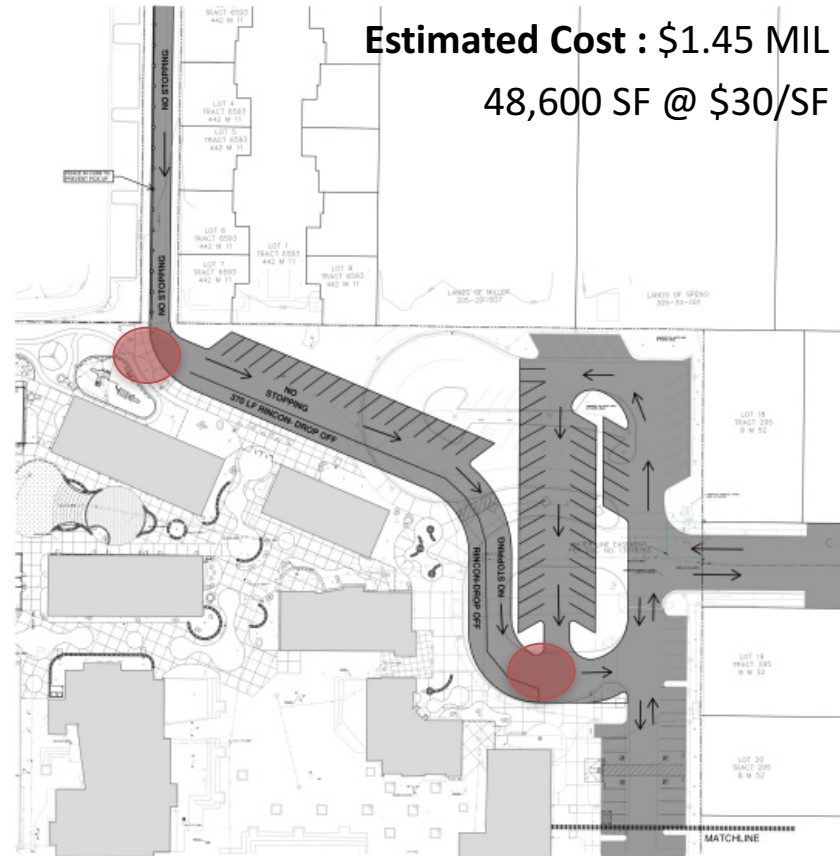 Estimated Cost : $1.45 MIL
48,600 SF @ $30/SF
NO STOPPING
LOT 4
TRACT 6593
442 M 11
LOT 5
TRACT 6593
442 M 11
LOT 6
TRACT 6593
442 M 11
LOT 7
TRACT 6593
442 M 11
LOT 1
TRACT 6593
442 M 11
LOT 8
TRACT 6593
442 M 11
NO STOPPING
LANDS OF MILLER
LANDS OF SPENO
NO
STOPPING
370 LF RINCON- DROP OFF
LOT 18
TRACT 295
8 M 52
RINCON-DROP OFF
NO STOPPING
LOT 19
TRACT 295
8 M 52
LOT 20
TRACT 295
8 M 52
MATCHLINE